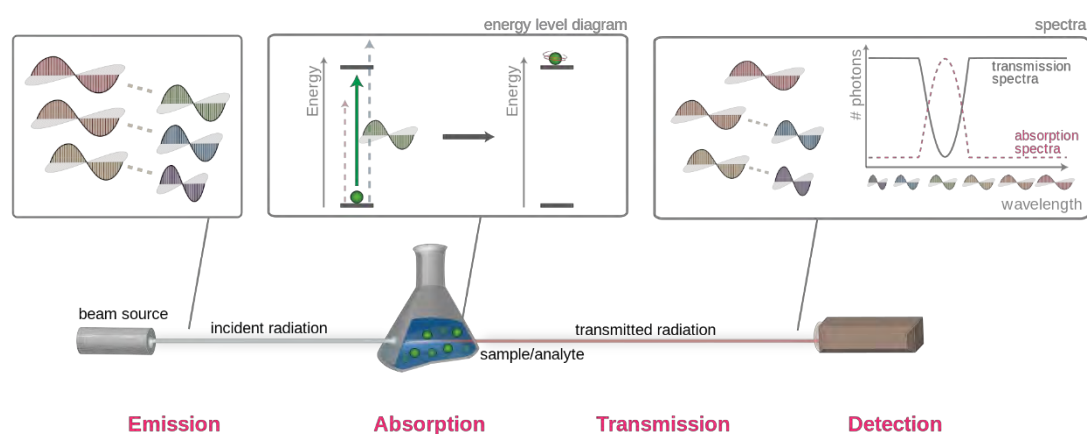 energy level diagram
spectra
Energy
Energy
# photons
transmission
spectra
absorption
spectra
wavelength
beam source
incident radiation
transmitted radiation
sample/analyte
Emission
Absorption
Transmission
Detection